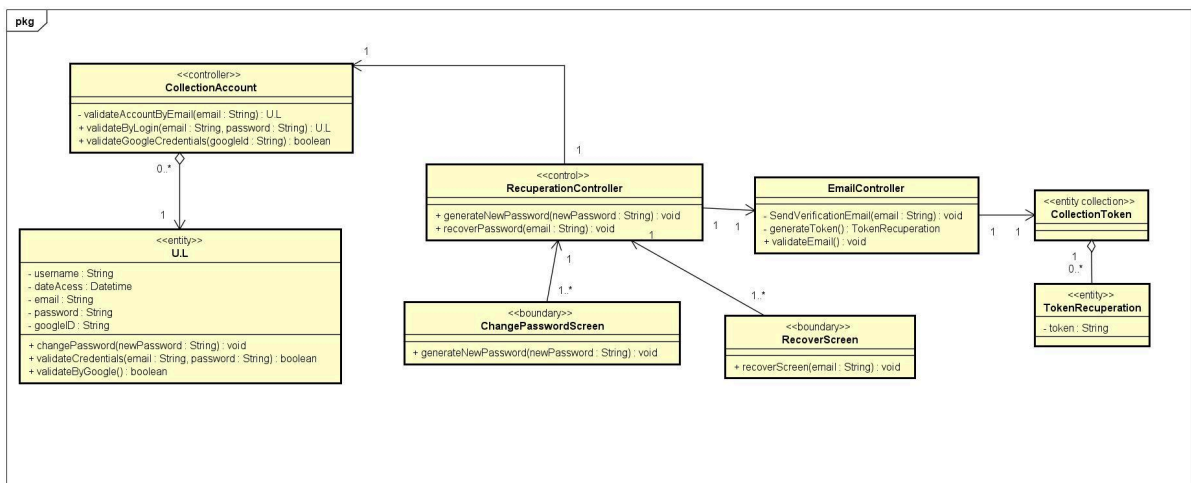 pkg
1
<<controller>>
CollectionAccount
- validateAccountByEmail(email : String) : U.L
+ validateByLogin(email : String, password : String) : U.L
+ validateGoogleCredentials(googleId : String) : boolean
0..*
1
1
<<entity>>
U.L
- username : String
- dateAcess : Datetime
- email : String
- password : String
- googleID : String
+ changePassword(newPassword : String) : void
+ validateCredentials(email : String, password : String) : boolean
+ validateByGoogle() : boolean
<<control>>
RecuperationController
+ generateNewPassword(newPassword : String) : void
+ recoverPassword(email : String) : void
1
1
1
1
EmailController
- SendVerificationEmail(email : String) : void
- generateToken() : TokenRecuperation
+ validateEmail() : void
1
1
<<entity collection>>
CollectionToken
1
0..*
<<entity>>
TokenRecuperation
- token : String
1..*
<<boundary>>
ChangePasswordScreen
+ generateNewPassword(newPassword : String) : void
1..*
<<boundary>>
RecoverScreen
+ recoverScreen(email : String) : void